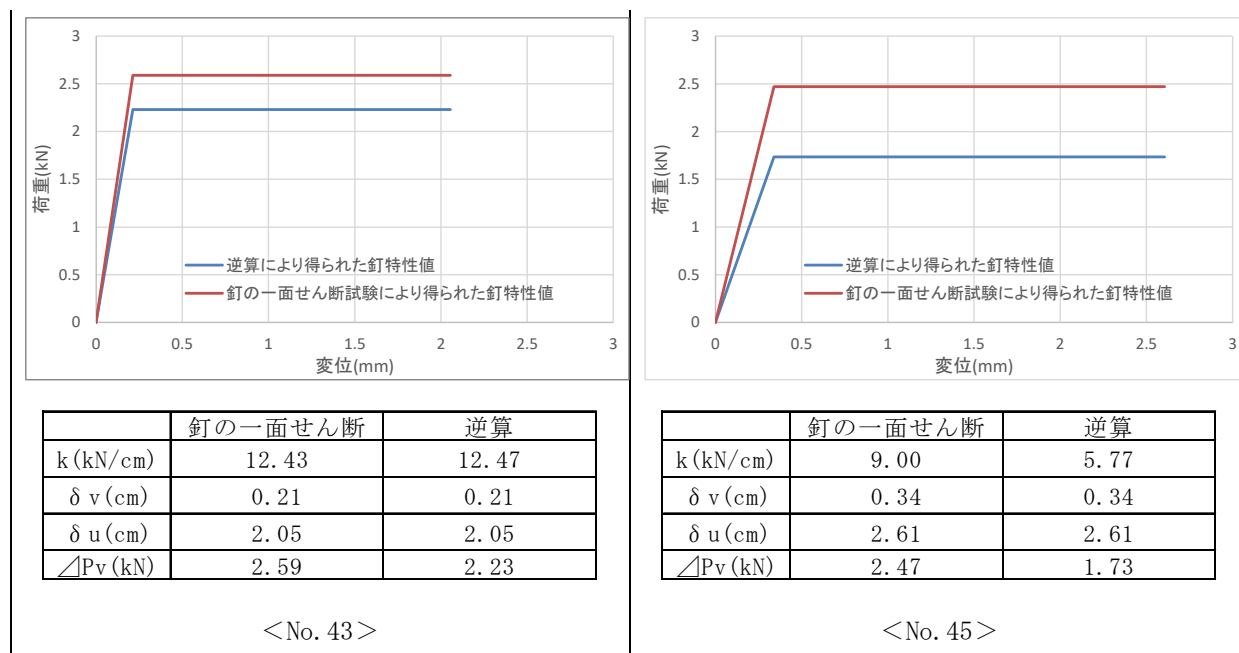 3
2.5
2
1.5
1
0.5
0
荷重(kN)
逆算により得られた釘特性値
釘の一面せん断試験により得られた釘特性値
0 0.5 1 1.5 2 2.5 3
変位(mm)
釘の一面せん断 逆算
k(kN/cm) 12.43 12.47
δv(cm) 0.21 0.21
δu(cm) 2.05 2.05
⊿Pv(kN) 2.59 2.23
<No.43>
3
2.5
2
1.5
1
0.5
0
荷重(kN)
逆算により得られた釘特性値
釘の一面せん断試験により得られた釘特性値
0 0.5 1 1.5 2 2.5 3
変位(mm)
釘の一面せん断 逆算
k(kN/cm) 9.00 5.77
δv(cm) 0.34 0.34
δu(cm) 2.61 2.61
⊿Pv(kN) 2.47 1.73
<No.45>